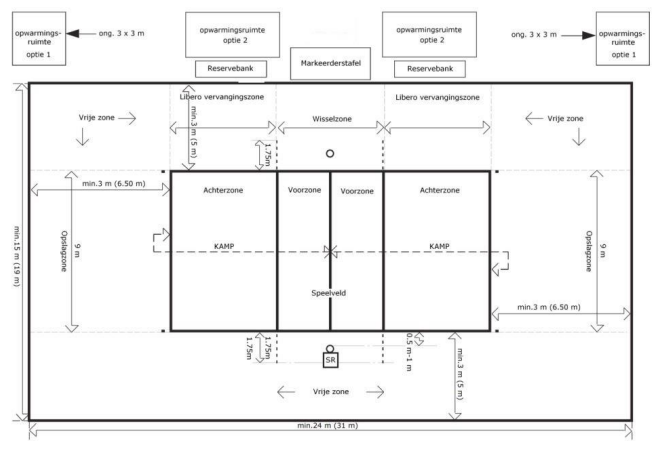 opwarmings-
ruimte
optie 1
ong. 3 x 3 m
opwarmingsruimte
optie 2
Reservebank
Markeerderstafel
opwarmingsruimte
optie 2
Reservebank
ong. 3 x 3 m
opwarmings-
ruimte
optie 1
Libero vervangingszone
Wisselzone
Libero vervangingszone
Vrije zone
Vrije zone
min.3 m (5 m)
1.75m
min.3 m (6.50 m)
Achterzone
Voorzone
Voorzone
Achterzone
min.15 m (19 m)
Opslagzone
9 m
KAMP
KAMP
9 m
Opslagzone
Speelveld
min.3 m (6.50 m)
1.75m
1.75m
SR
0.5 m-1 m
min.3 m (5 m)
Vrije zone
min.24 m (31 m)